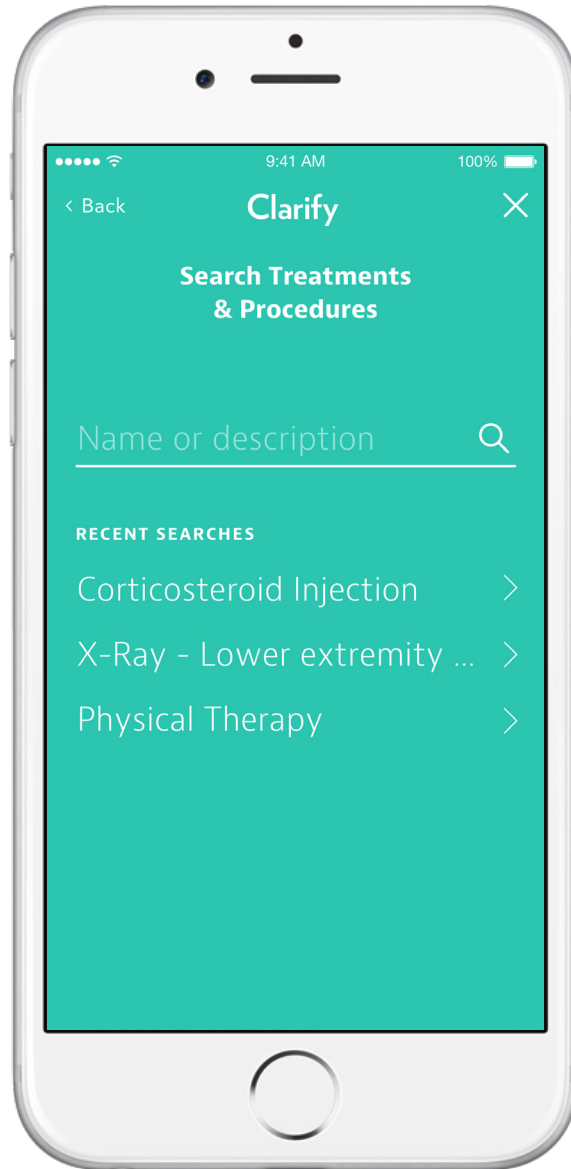 9:41 AM
100%
Back
Clarify
Search Treatments
& Procedures
Name or description
RECENT SEARCHES
Corticosteroid Injection
X-Ray - Lower extremity ...
Physical Therapy